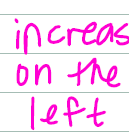 increas
on the
left